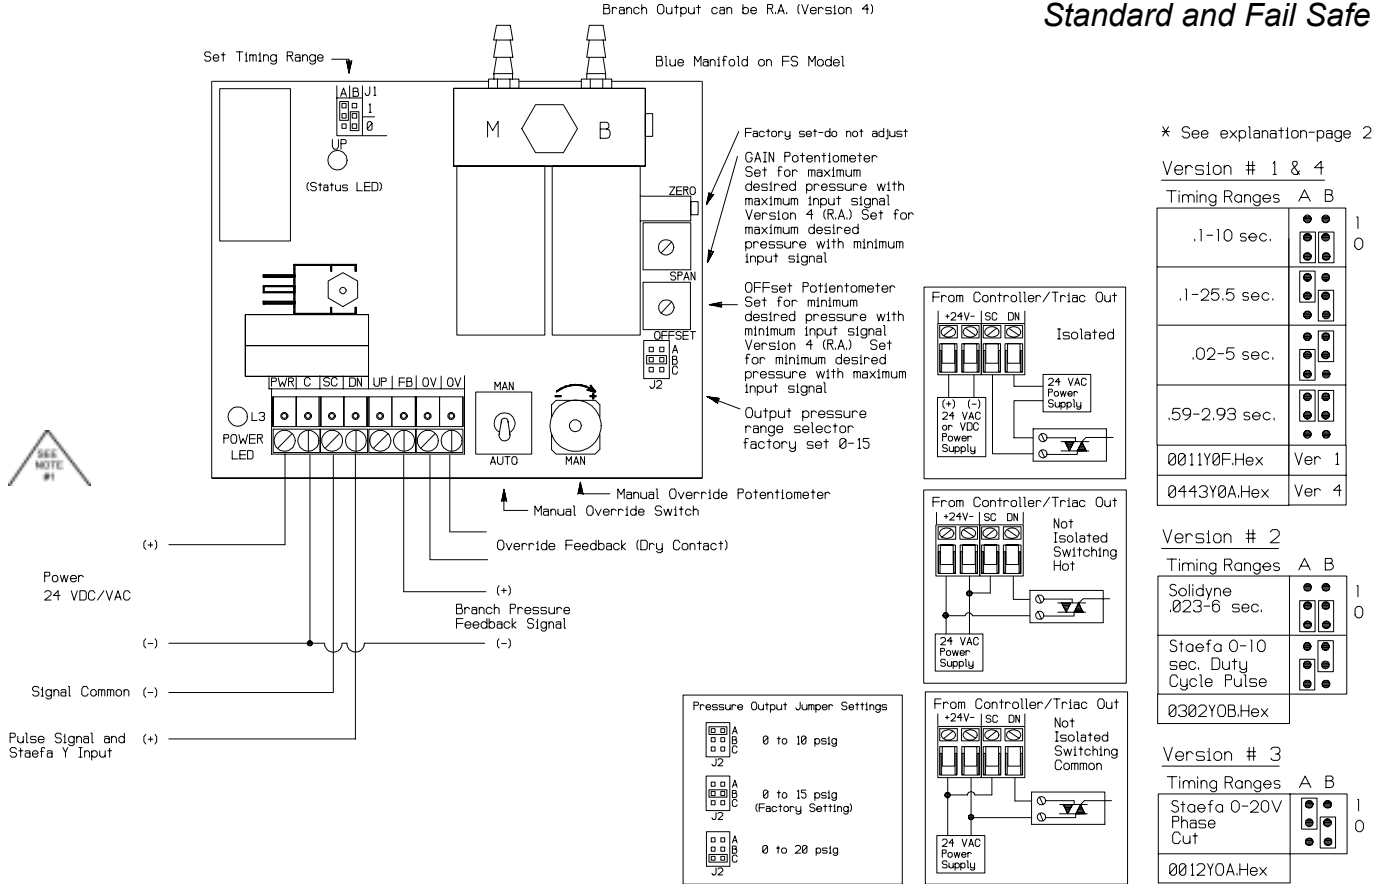 Branch Output can be R.A. (Version 4)
Standard and Fail Safe
Set Timing Range
Blue Manifold on FS Model
A B J1
1
0
UP
(Status LED)
M
B
ZERO
SPAN
OFFSET
A
B
C
J2
Factory set-do not adjust
GAIN Potentiometer
Set for maximum
desired pressure with
maximum input signal
Version 4 (R.A.) Set for
maximum desired
pressure with minimum
input signal
OFFset Potientometer
Set for minimum
desired pressure with
minimum input signal
Version 4 (R.A.) Set
for minimum desired
pressure with maximum
input signal
Output pressure
range selector
factory set 0-15
PWR C SC DN UP FB OV OV
L3
POWER
LED
MAN
AUTO
MAN
Manual Override Potentiometer
Manual Override Switch
SEE
NOTE
#1
(+)
Power
24 VDC/VAC
(-)
Signal Common (-)
Pulse Signal and (+)
Staefa Y Input
Override Feedback (Dry Contact)
(+)
Branch Pressure
Feedback Signal
(-)
Pressure Output Jumper Settings
A
B
C
J2
0 to 10 psig
A
B
C
J2
0 to 15 psig
(Factory Setting)
A
B
C
J2
0 to 20 psig
From Controller/Triac Out
+24V- SC DN
Isolated
24 VAC
Power
Supply
(+) (-)
24 VAC
or VDC
Power
Supply
From Controller/Triac Out
+24V- SC DN
Not
Isolated
Switching
Hot
24 VAC
Power
Supply
From Controller/Triac Out
+24V- SC DN
Not
Isolated
Switching
Common
24 VAC
Power
Supply
* See explanation-page 2
Version # 1 & 4
Timing Ranges A B
1
0
.1-10 sec.
.1-25.5 sec.
.02-5 sec.
.59-2.93 sec.
0011Y0F.Hex Ver 1
0443Y0A.Hex Ver 4
Version # 2
Timing Ranges A B
1
0
Solidyne
.023-6 sec.
Staefa 0-10
sec. Duty
Cycle Pulse
0302YOB.Hex
Version # 3
Timing Ranges A B
1
0
Staefa 0-20V
Phase
Cut
0012YOA.Hex